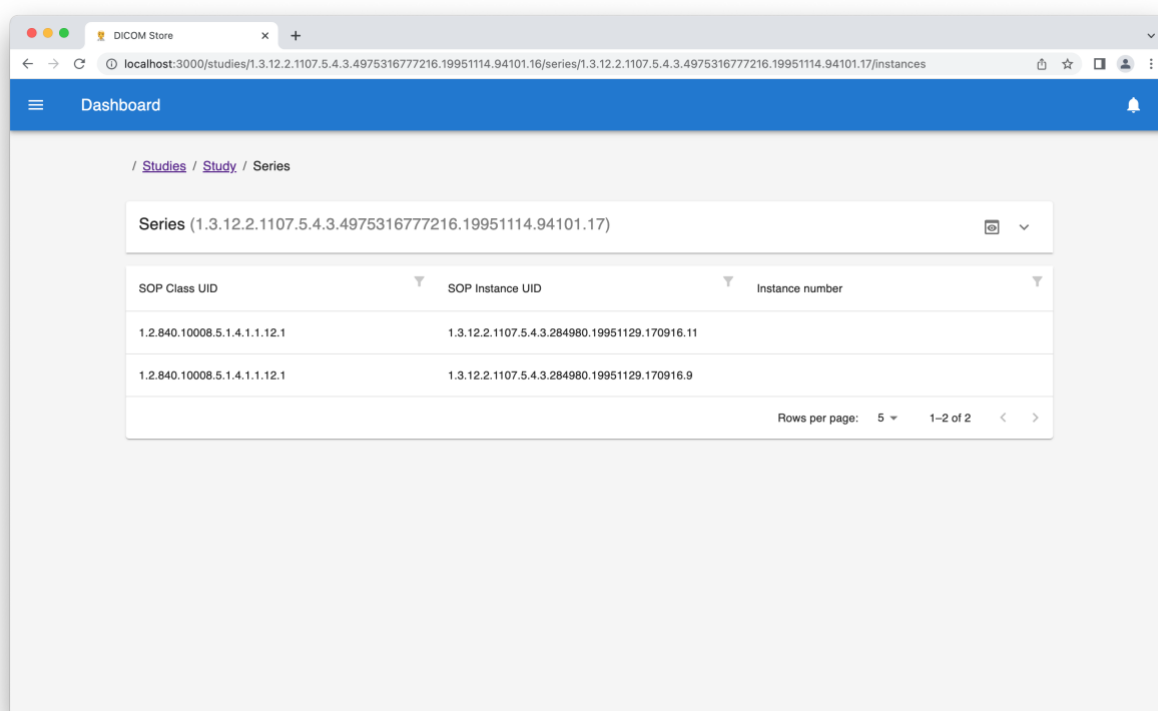 DICOM Store
localhost:3000/studies/1.3.12.2.1107.5.4.3.4975316777216.19951114.94101.16/series/1.3.12.2.1107.5.4.3.4975316777216.19951114.94101.17/instances
Dashboard
/ Studies / Study / Series
Series (1.3.12.2.1107.5.4.3.4975316777216.19951114.94101.17)
SOP Class UID SOP Instance UID Instance number
1.2.840.10008.5.1.4.1.1.12.1 1.3.12.2.1107.5.4.3.284980.19951129.170916.11
1.2.840.10008.5.1.4.1.1.12.1 1.3.12.2.1107.5.4.3.284980.19951129.170916.9
Rows per page: 5 1–2 of 2